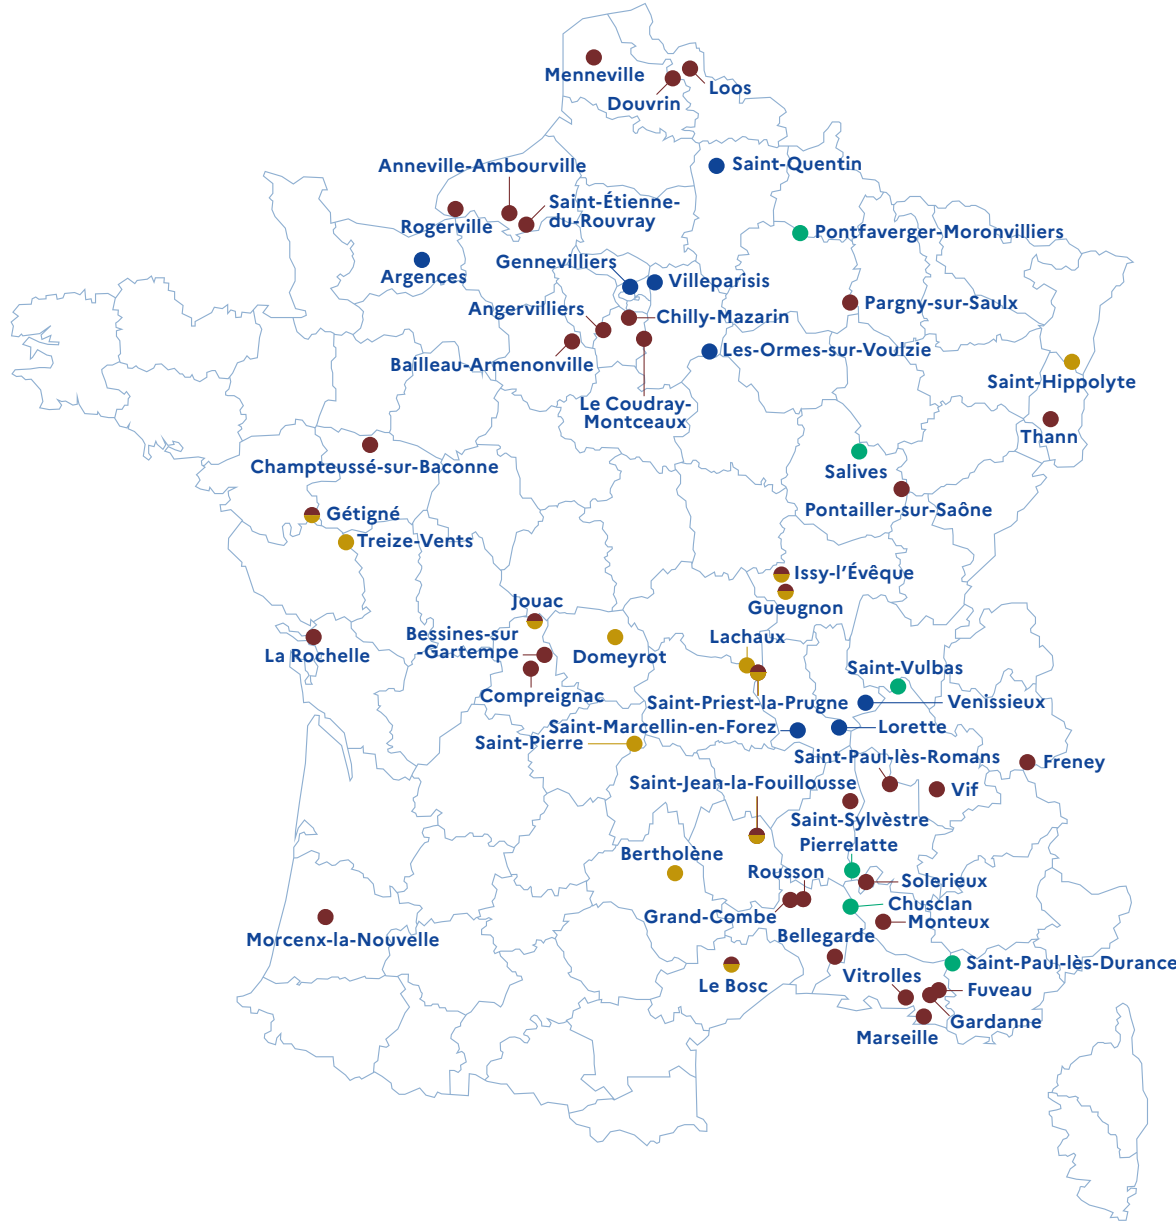 Menneville
Loos
Douvrin
Saint-Quentin
Anneville-Ambourville
Saint-Étienne-
du-Rouvray
Rogerville
Pontfaverger-Moronvilliers
Gennevilliers
Argences
Villeparisis
Pargny-sur-Saulx
Angervilliers
Chilly-Mazarin
Les-Ormes-sur-Voulzie
Bailleau-Armenonville
Saint-Hippolyte
Le Coudray-
Montceaux
Thann
Champteussé-sur-Baconne
Salives
Pontailler-sur-Saône
Gétigné
Treize-Vents
Issy-l’Évêque
Jouac
Gueugnon
Bessines-sur
-Gartempe
Lachaux
La Rochelle
Domeyrot
Saint-Vulbas
Compreignac
Saint-Priest-la-Prugne
Venissieux
Saint-Marcellin-en-Forez
Lorette
Saint-Pierre
Saint-Paul-lès-Romans
Freney
Saint-Jean-la-Fouillousse
Vif
Saint-Sylvèstre
Pierrelatte
Bertholène
Rousson
Solerieux
Chusclan
Grand-Combe
Monteux
Bellegarde
Morcenx-la-Nouvelle
Saint-Paul-lès-Durance
Vitrolles
Le Bosc
Fuveau
Gardanne
Marseille